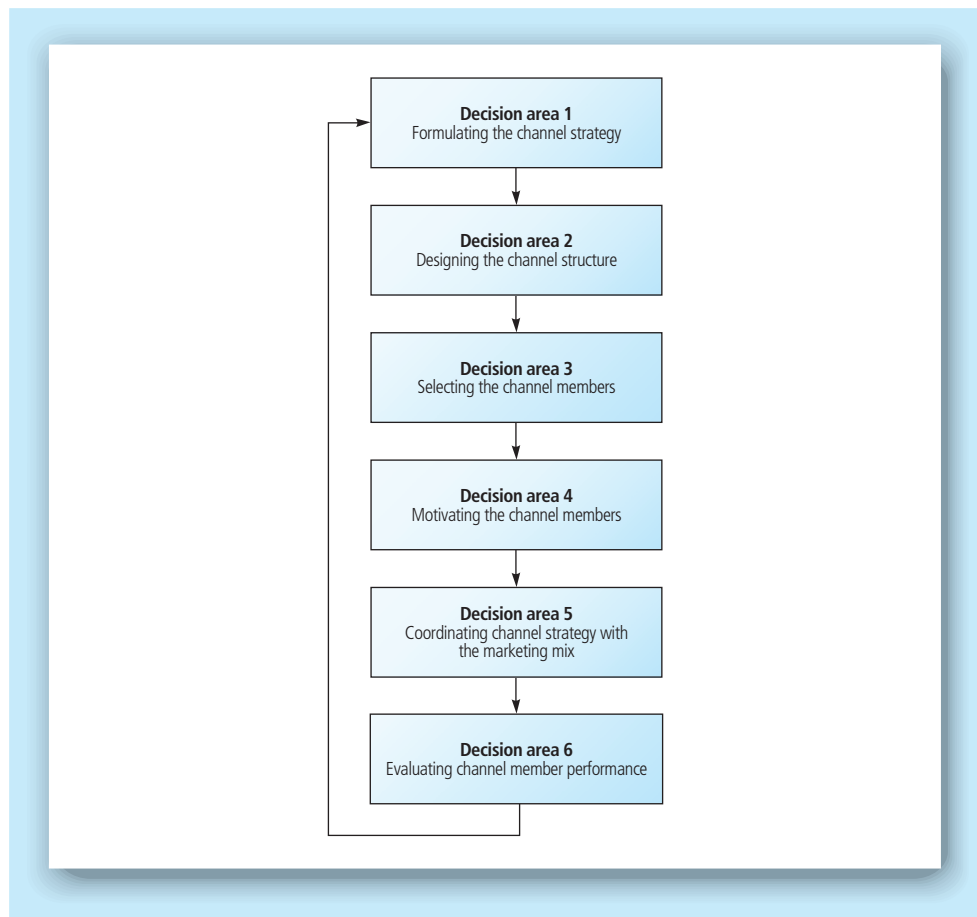 Decision area 1
Formulating the channel strategy
Decision area 2
Designing the channel structure
Decision area 3
Selecting the channel members
Decision area 4
Motivating the channel members
Decision area 5
Coordinating channel strategy with
the marketing mix
Decision area 6
Evaluating channel member performance